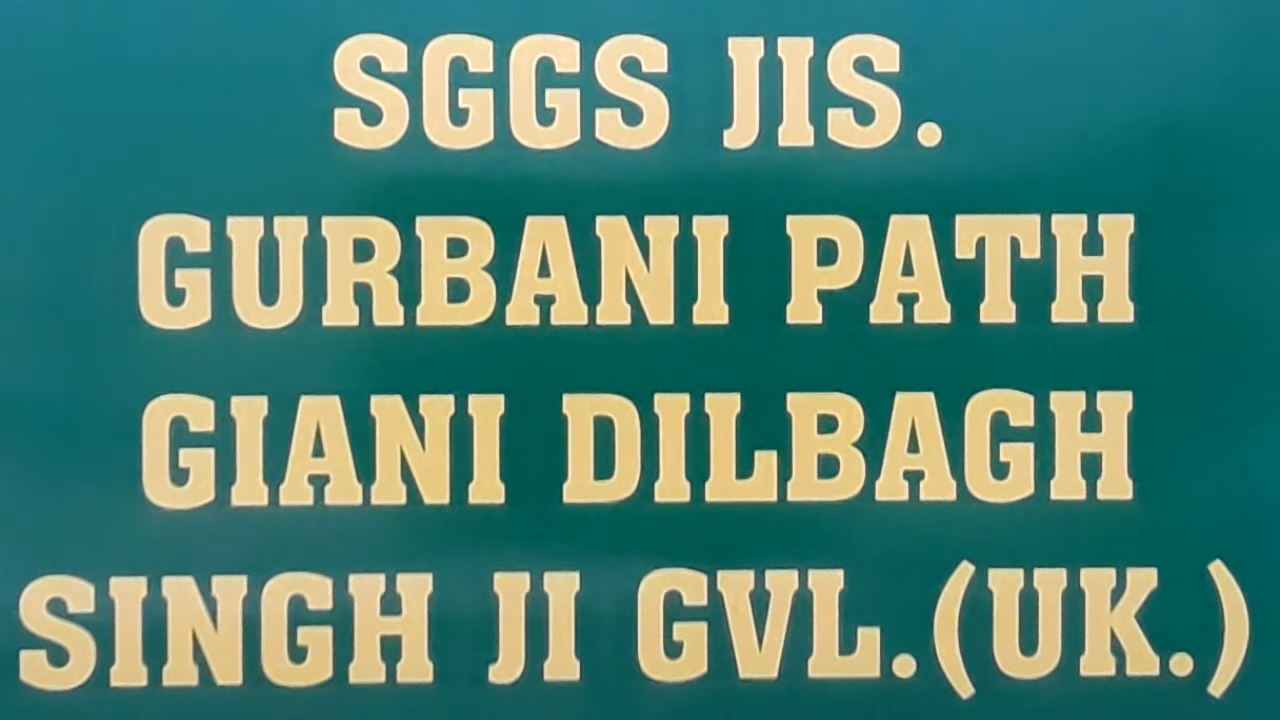 SGGS JIS.
GURBANI PATH
GIANI DILBAGH
SINGH JI GVL.(UK.)